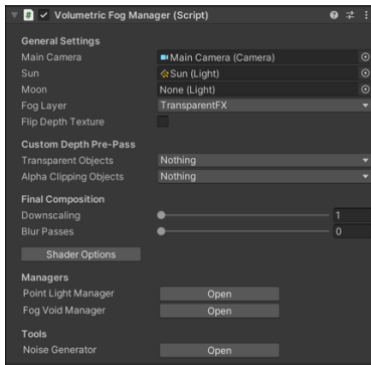 Volumetric Fog Manager (Script)
General Settings
Main Camera Main Camera (Camera)
Sun Sun (Light)
Moon None (Light)
Fog Layer TransparentFX
Flip Depth Texture
Custom Depth Pre-Pass
Transparent Objects Nothing
Alpha Clipping Objects Nothing
Final Composition
Downscaling 1
Blur Passes 0
Shader Options
Managers
Point Light Manager Open
Fog Void Manager Open
Tools
Noise Generator Open